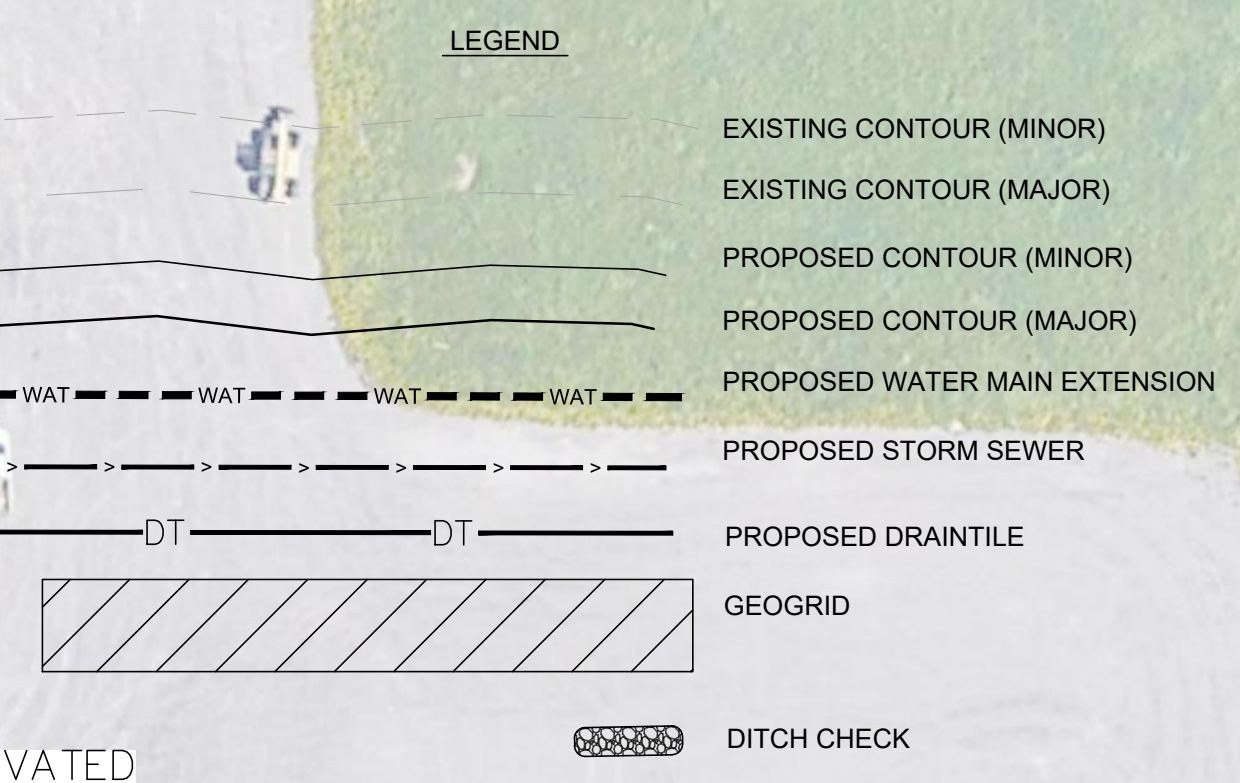 LEGEND
EXISTING CONTOUR (MINOR)
EXISTING CONTOUR (MAJOR)
PROPOSED CONTOUR (MINOR)
PROPOSED CONTOUR (MAJOR)
WAT WAT WAT WAT PROPOSED WATER MAIN EXTENSION
> > > > > > > PROPOSED STORM SEWER
DT DT PROPOSED DRAINTILE
GEOGRID
DITCH CHECK
VATED